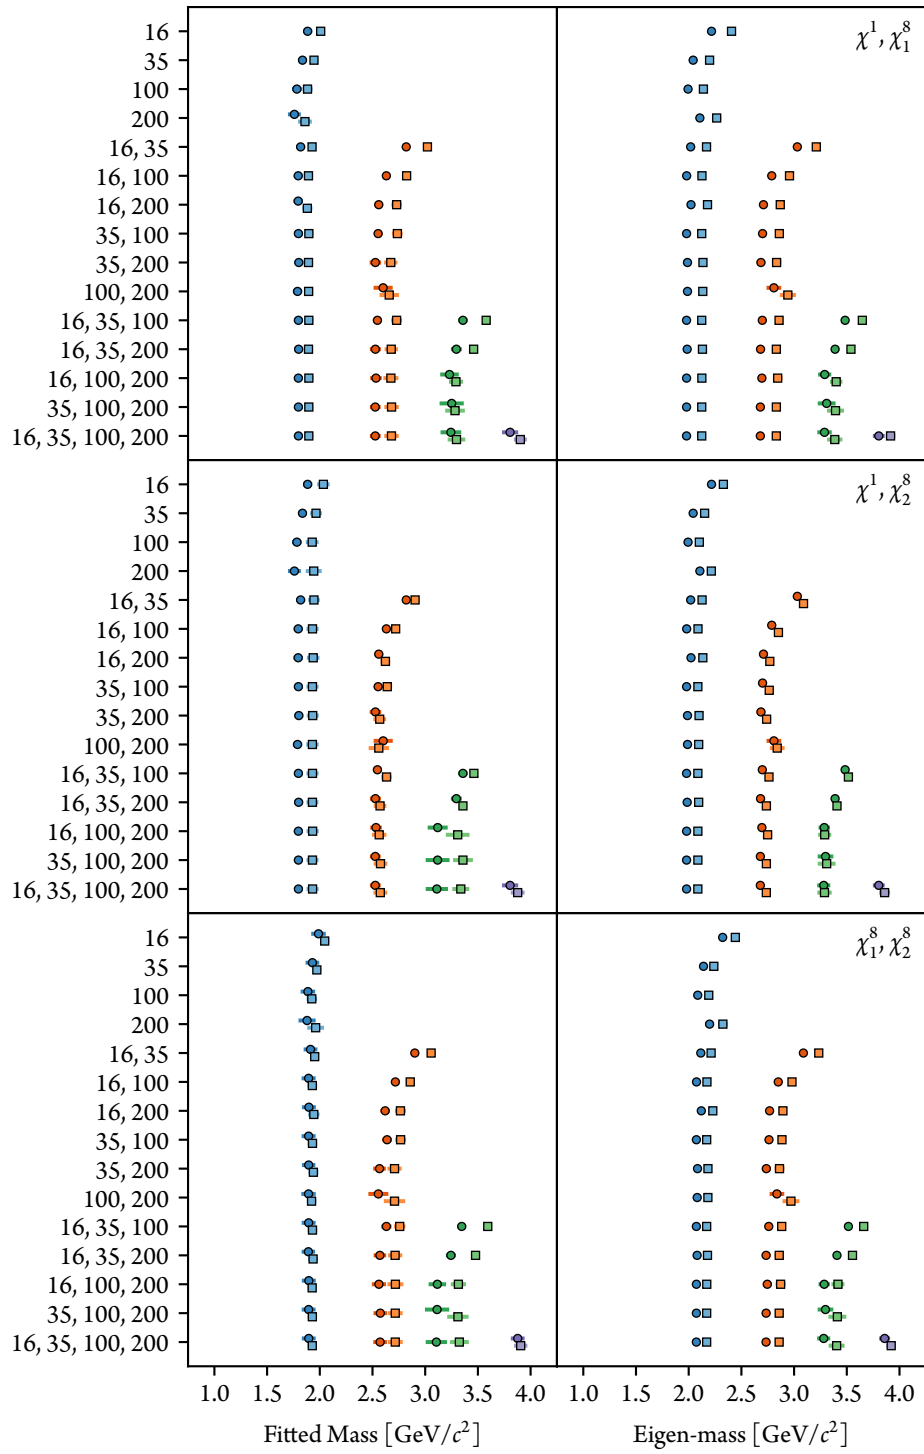 16
χ¹, χ⁸₁
35
100
200
16, 35
16, 100
16, 200
35, 100
35, 200
100, 200
16, 35, 100
16, 35, 200
16, 100, 200
35, 100, 200
16, 35, 100, 200
16
χ¹, χ⁸₂
35
100
200
16, 35
16, 100
16, 200
35, 100
35, 200
100, 200
16, 35, 100
16, 35, 200
16, 100, 200
35, 100, 200
16, 35, 100, 200
16
χ⁸₁, χ⁸₂
35
100
200
16, 35
16, 100
16, 200
35, 100
35, 200
100, 200
16, 35, 100
16, 35, 200
16, 100, 200
35, 100, 200
16, 35, 100, 200
1.0 1.5 2.0 2.5 3.0 3.5 4.0 1.0 1.5 2.0 2.5 3.0 3.5 4.0
Fitted Mass [GeV/c²] Eigen-mass [GeV/c²]